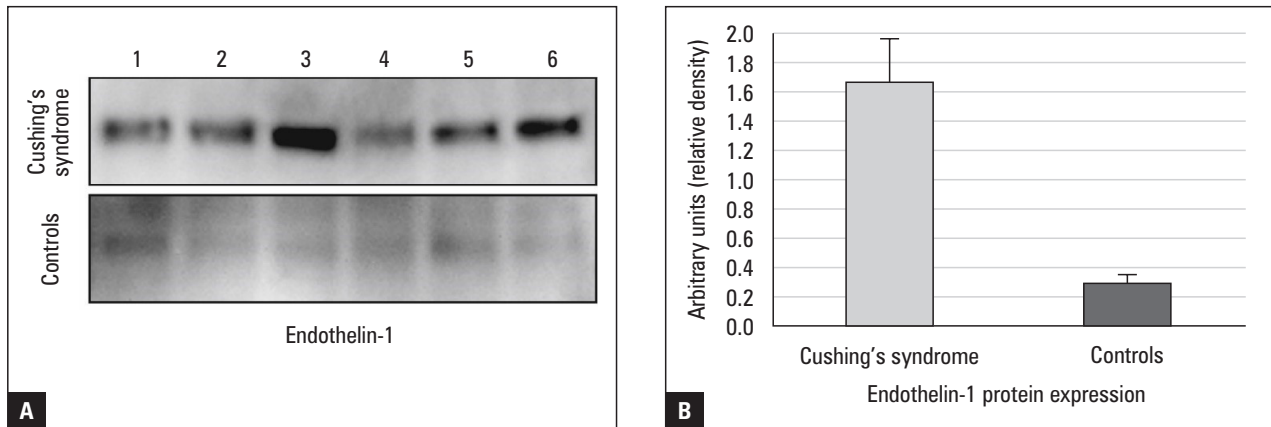 1 2 3 4 5 6
Cushing's
syndrome
Controls
Endothelin-1
A
Arbitrary units (relative density)
2.0
1.8
1.6
1.4
1.2
1.0
0.8
0.6
0.4
0.2
0.0
Cushing's syndrome Controls
Endothelin-1 protein expression
B